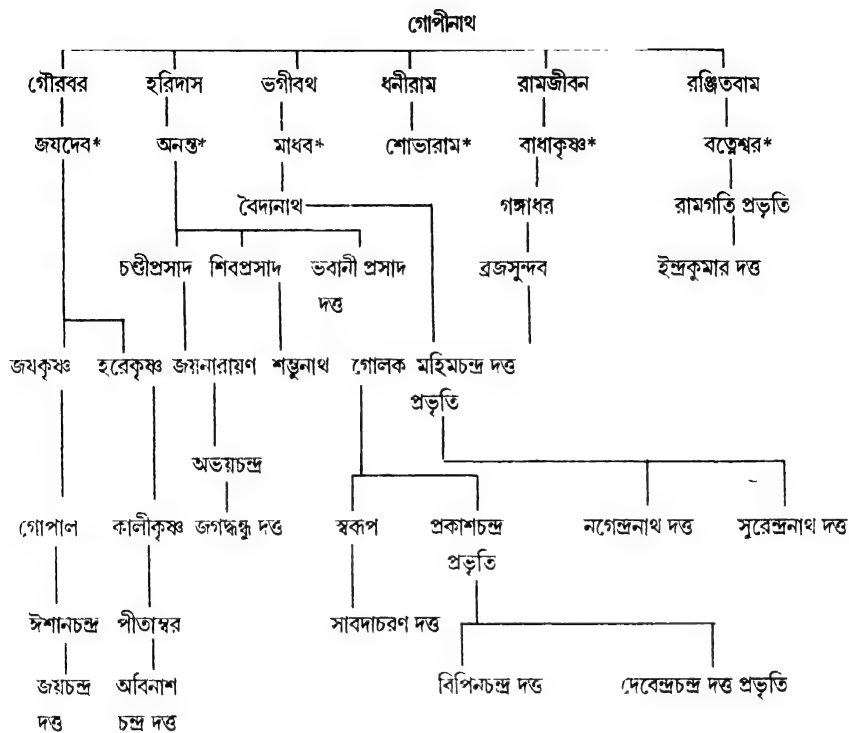 গোপীনাথ
গৌরবর হরিদাস ভগীবথ ধনীরাম রামজীবন রঞ্জিতবাম
জযদেব* অনন্ত* মাধব* শোভারাম* বাধাকৃষ্ণ* বত্নেশ্বর*
বৈদ্যনাথ গঙ্গাধর রামগতি প্রভৃতি
চণ্ডীপ্রসাদ শিবপ্রসাদ ভবানী প্রসাদ ব্রজসুন্দব ইন্দ্রকুমার দত্ত
দত্ত
জযকৃষ্ণ হরেকৃষ্ণ জয়নারায়ণ শম্ভুনাথ গোলক মহিমচন্দ্র দত্ত
প্রভৃতি
অভয়চন্দ্র
গোপাল কালীকৃষ্ণ জগদ্ধন্ধু দত্ত স্বরূপ প্রকাশচন্দ্র নগেন্দ্রনাথ দত্ত সুরেন্দ্রনাথ দত্ত
প্রভৃতি
ঈশানচন্দ্র পীতাম্বর সাবদাচরণ দত্ত
জয়চন্দ্র অবিনাশ বিপিনচন্দ্র দত্ত দেবেন্দ্রচন্দ্র দত্ত প্রভৃতি
দত্ত চন্দ্র দত্ত